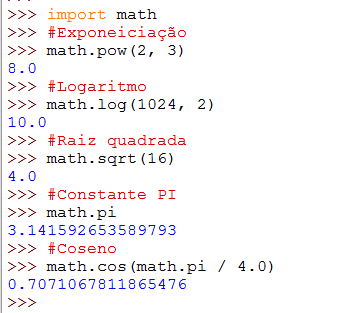 >>> import math
>>> #Exponeiciação
>>> math.pow(2, 3)
8.0
>>> #Logaritmo
>>> math.log(1024, 2)
10.0
>>> #Raiz quadrada
>>> math.sqrt(16)
4.0
>>> #Constante PI
>>> math.pi
3.141592653589793
>>> #Coseno
>>> math.cos(math.pi / 4.0)
0.7071067811865476
>>>